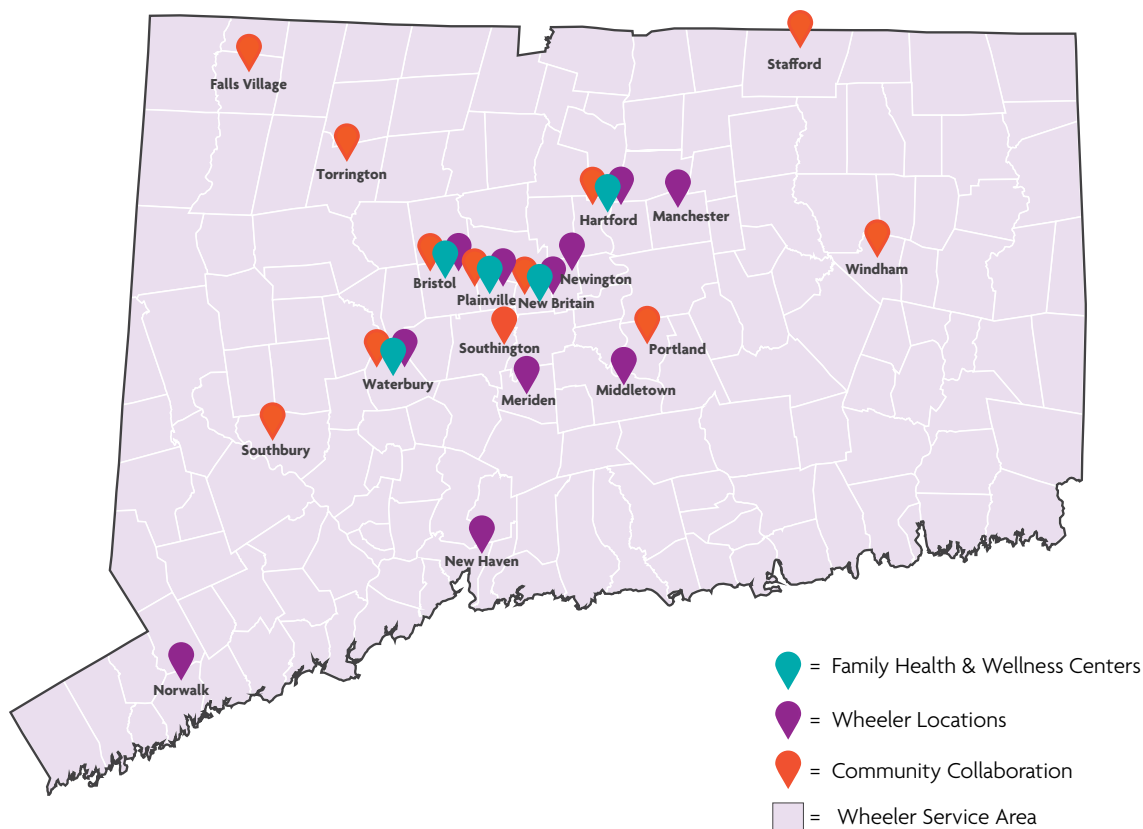 Stafford
Falls Village
Torrington
Hartford
Manchester
Windham
Bristol
Plainville
New Britain
Newington
Southington
Portland
Waterbury
Meriden
Middletown
Southbury
New Haven
Norwalk
= Family Health & Wellness Centers
= Wheeler Locations
= Community Collaboration
= Wheeler Service Area